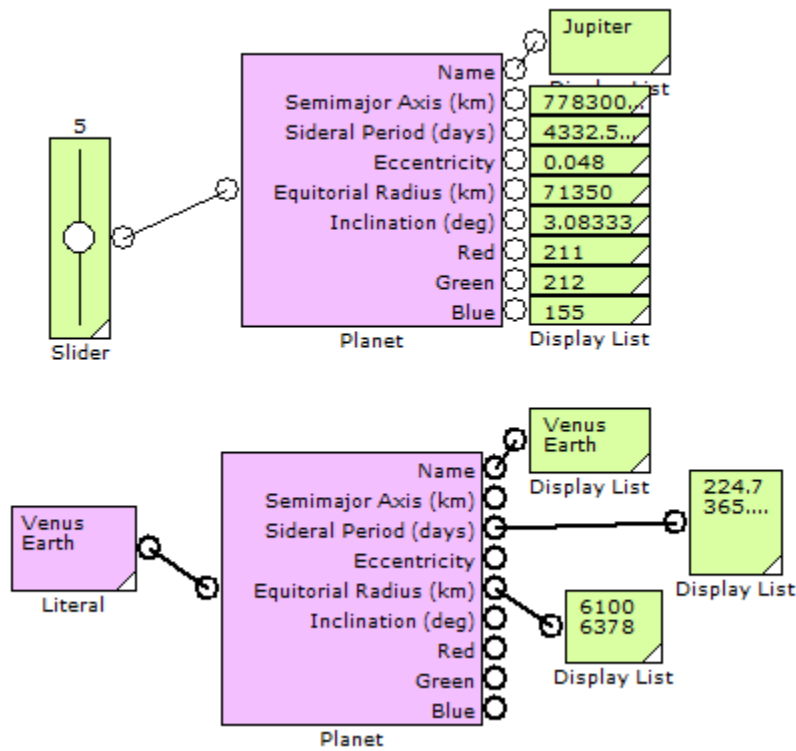 Jupiter
Name
Display List
Semimajor Axis (km)
778300...
5
Sideral Period (days)
4332.5...
Eccentricity
0.048
Equitorial Radius (km)
71350
Inclination (deg)
3.08333
Red
211
Green
212
Blue
155
Slider
Planet
Display List
Venus
Earth
Name
Display List
Semimajor Axis (km)
224.7
365....
Venus
Earth
Sideral Period (days)
Eccentricity
Display List
Equitorial Radius (km)
6100
6378
Literal
Inclination (deg)
Red
Display List
Green
Blue
Planet